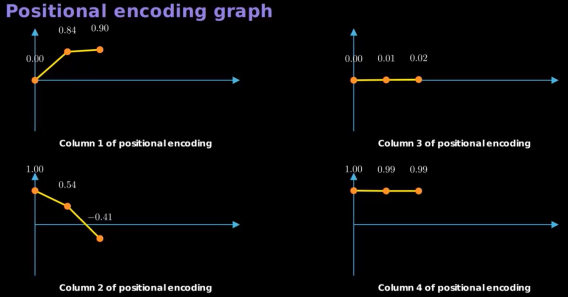 Positional encoding graph
0.00 0.84 0.90
Column 1 of positional encoding
0.00 0.01 0.02
Column 3 of positional encoding
1.00 0.54 −0.41
Column 2 of positional encoding
1.00 0.99 0.99
Column 4 of positional encoding